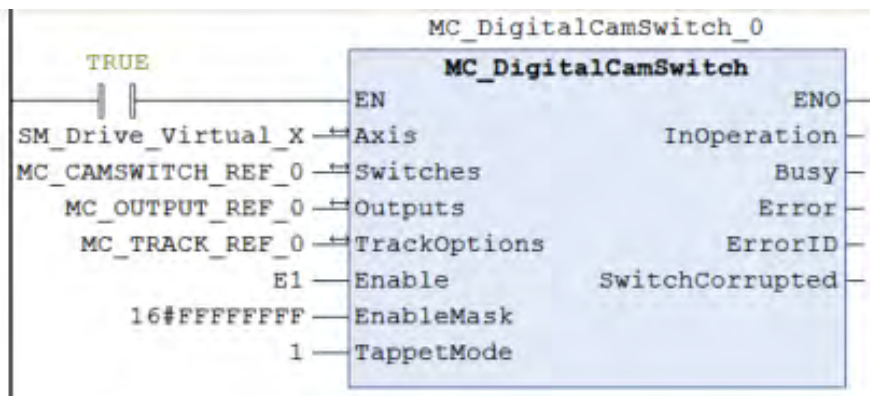 MC_DigitalCamSwitch_0
TRUE
MC_DigitalCamSwitch
EN ENO
SM_Drive_Virtual_X Axis InOperation
MC_CAMSWITCH_REF_0 Switches Busy
MC_OUTPUT_REF_0 Outputs Error
MC_TRACK_REF_0 TrackOptions ErrorID
E1 Enable SwitchCorrupted
16#FFFFFFFF EnableMask
1 TappetMode